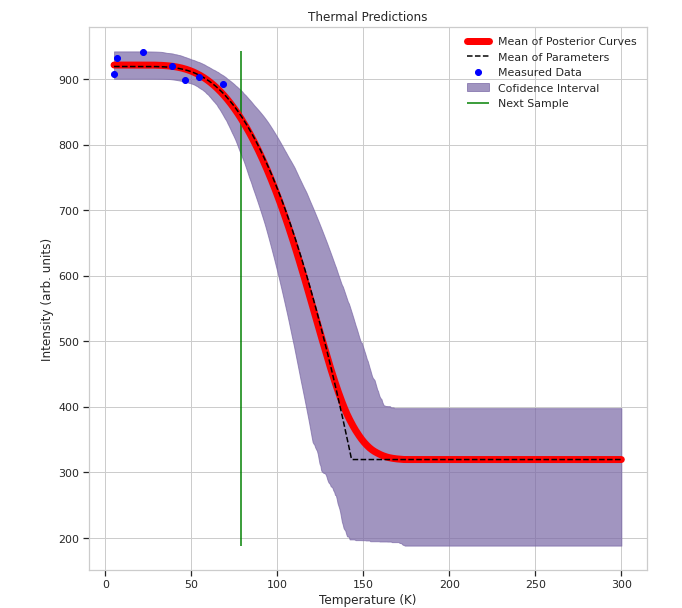 Thermal Predictions
Mean of Posterior Curves
Mean of Parameters
Measured Data
Cofidence Interval
Next Sample
Intensity (arb. units)
900
800
700
600
500
400
300
200
0 50 100 150 200 250 300
Temperature (K)